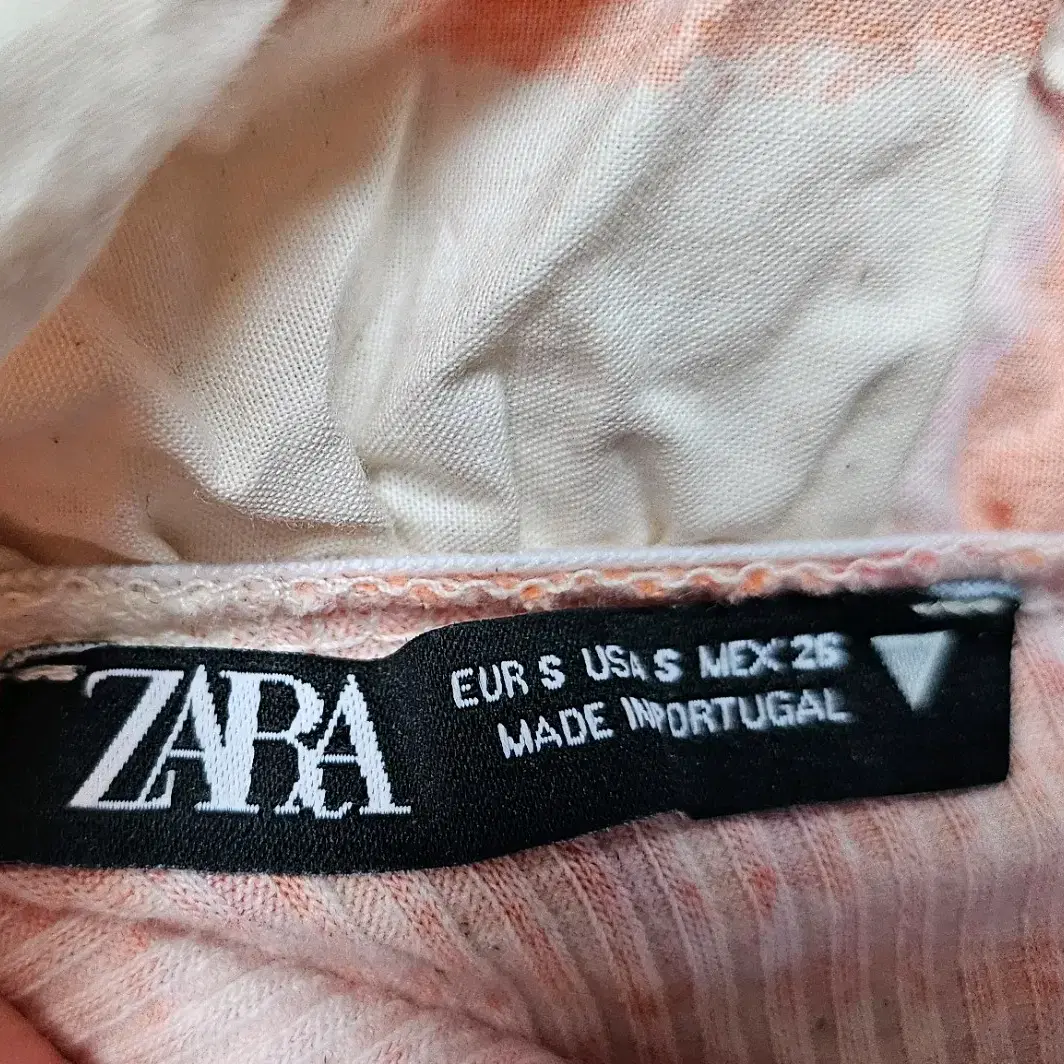 ZARA
EUR S USA S MEX 26
MADE IN PORTUGAL